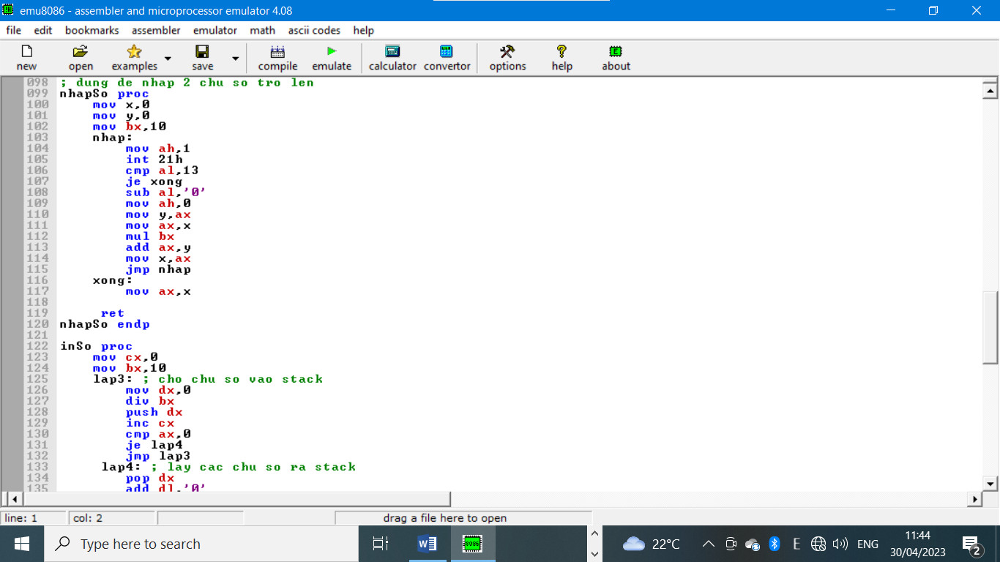 emu8086 - assembler and microprocessor emulator 4.08
file edit bookmarks assembler emulator math ascii codes help
new open examples save compile emulate calculator convertor options help about
098 ; dung de nhap 2 chu so tro len
099 nhapSo proc
100 mov x,0
101 mov y,0
102 mov bx,10
103 nhap:
104 mov ah,1
105 int 21h
106 cmp al,13
107 je xong
108 sub al,'0'
109 mov ah,0
110 mov y,ax
111 mov ax,x
112 mul bx
113 add ax,y
114 mov x,ax
115 jmp nhap
116 xong:
117 mov ax,x
118
119 ret
120 nhapSo endp
121
122 inSo proc
123 mov cx,0
124 mov bx,10
125 lap3: ; cho chu so vao stack
126 mov dx,0
127 div bx
128 push dx
129 inc cx
130 cmp ax,0
131 je lap4
132 jmp lap3
133 lap4: ; lay cac chu so ra stack
134 pop dx
135 add dl,'0'
line: 1 col: 2 drag a file here to open
Type here to search 8086 22°C ENG 11:44
30/04/2023 2